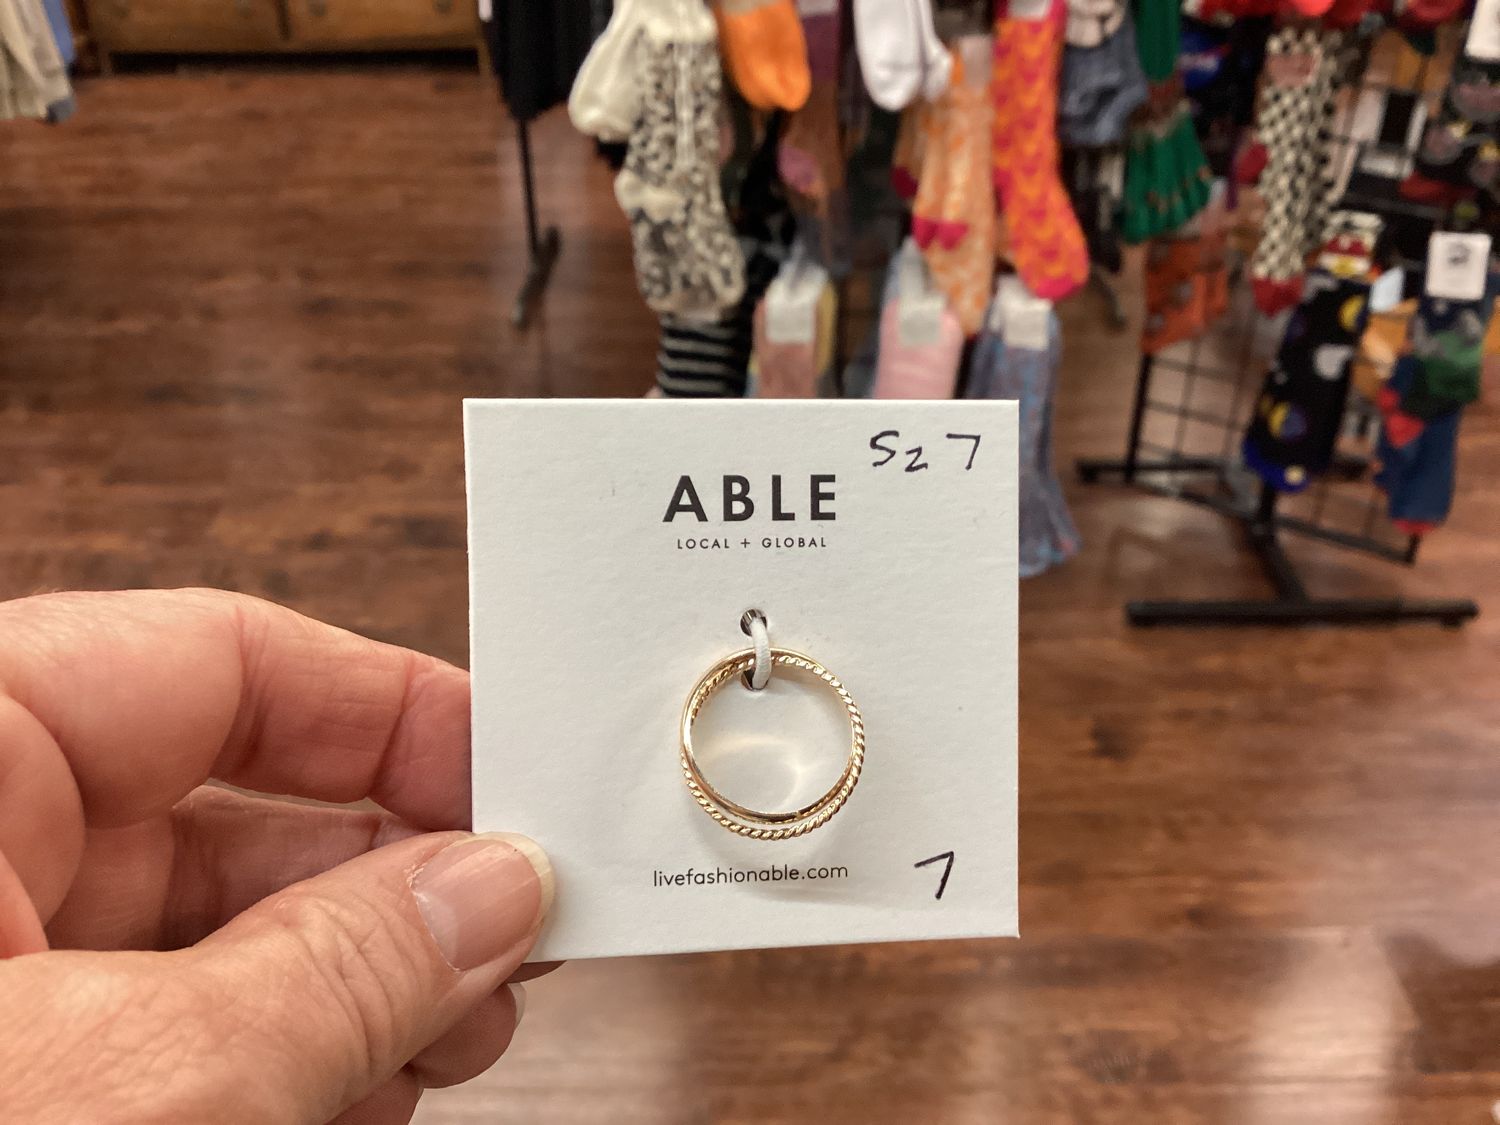 Sz 7
ABLE
LOCAL + GLOBAL
livefashionable.com
7